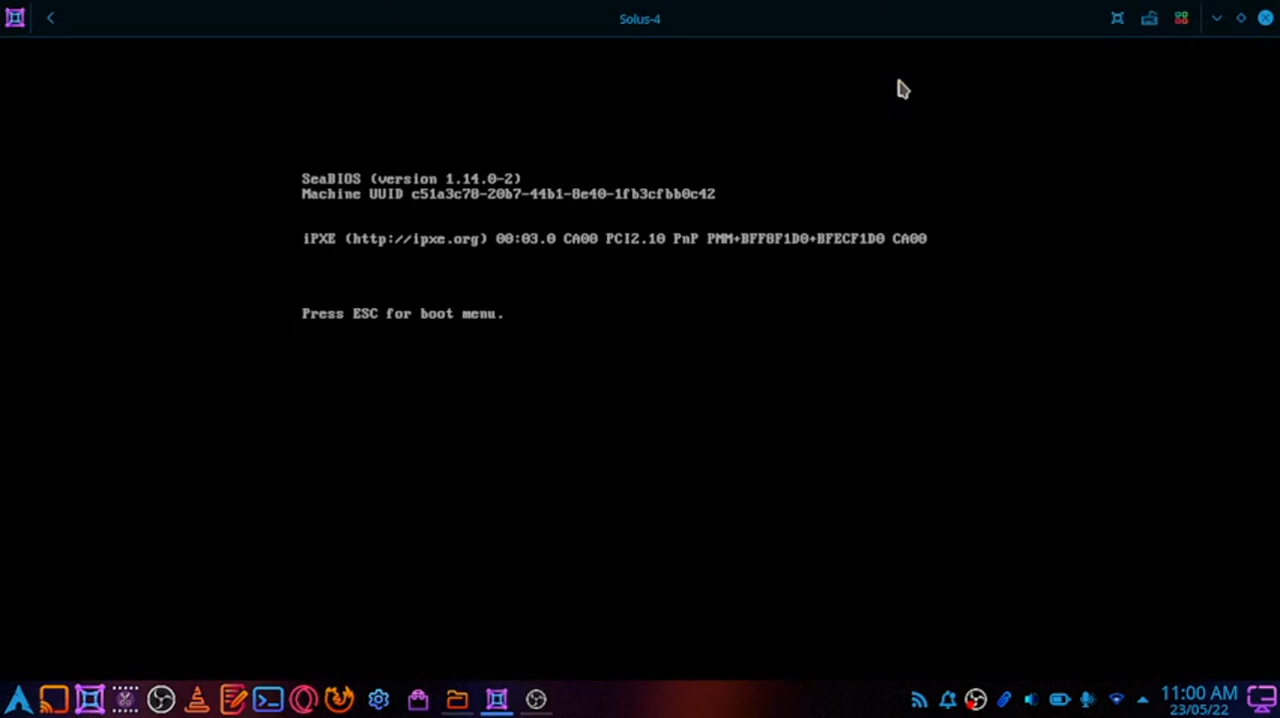 Solus-4
SeaBIOS (version 1.14.0-2)
Machine UUID c51a3c78-20b7-44b1-8e40-1fb3cfbb0c42
iPXE (http://ipxe.org) 00:03.0 CA00 PCI2.10 PnP PMM+BFF8F1D0+BFECF1D0 CA00
Press ESC for boot menu.
11:00 AM
23/05/22